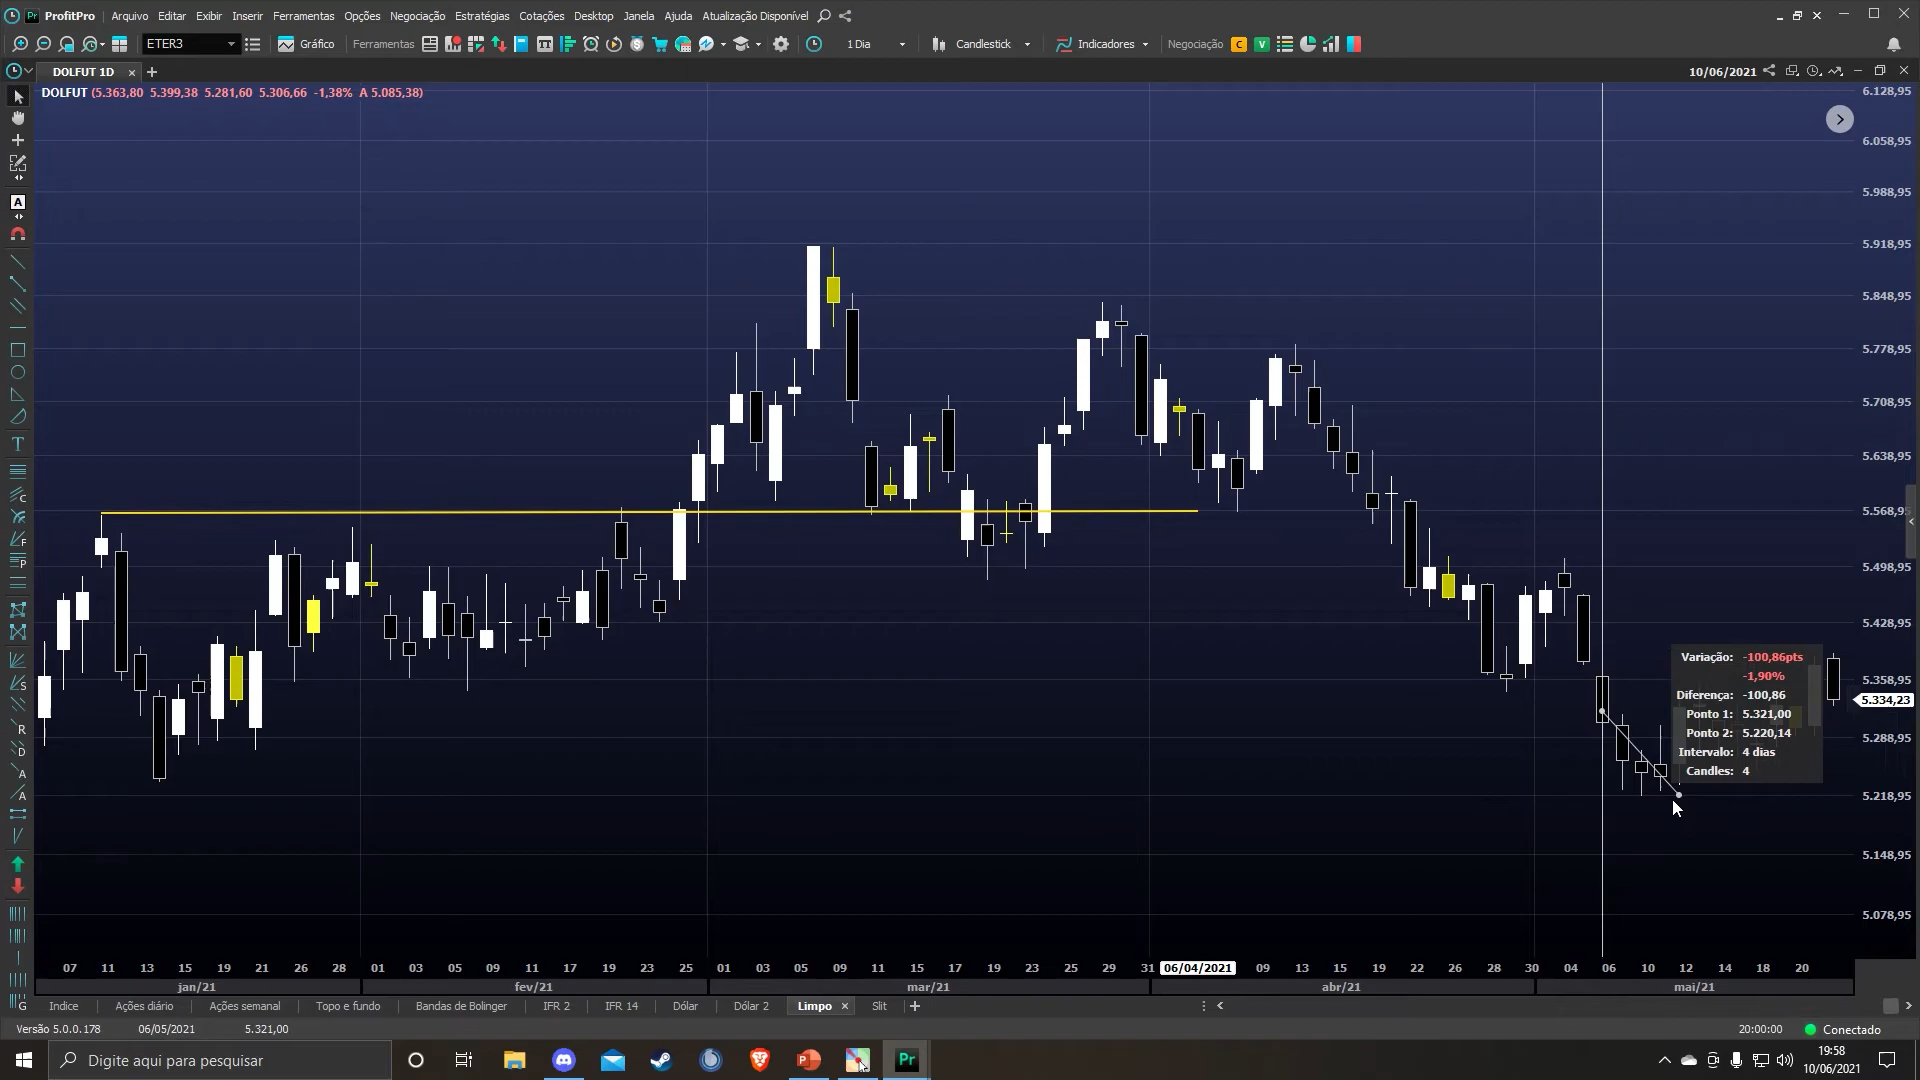 ProfitPro Arquivo Editar Exibir Inserir Ferramentas Opções Negociação Estratégias Cotações Desktop Janela Ajuda Atualização Disponível
ETER3 Gráfico Ferramentas 1 Dia Candlestick Indicadores Negociação
DOLFUT 1D
10/06/2021
DOLFUT (5.363,80 5.399,38 5.281,60 5.306,66 -1,38% A 5.085,38)
6.128,95
6.058,95
5.988,95
5.918,95
5.848,95
5.778,95
5.708,95
5.638,95
5.568,95
5.498,95
5.428,95
5.358,95
5.334,23
5.288,95
5.218,95
5.148,95
5.078,95
Variação: -100,86pts
-1,90%
Diferença: -100,86
Ponto 1: 5.321,00
Ponto 2: 5.220,14
Intervalo: 4 dias
Candles: 4
07 11 13 15 19 21 26 28 01 03 05 09 11 17 19 23 25 01 03 05 09 11 15 17 19 23 25 29 31 06/04/2021 09 13 15 19 22 26 28 30 04 06 10 12 14 18 20
jan/21 fev/21 mar/21 abr/21 mai/21
Indice Ações diário Ações semanal Topo e fundo Bandas de Bolinger IFR 2 IFR 14 Dólar Dólar 2 Limpo Slit
Versão 5.0.0.178 06/05/2021 5.321,00 20:00:00 Conectado
Digite aqui para pesquisar
19:58
10/06/2021